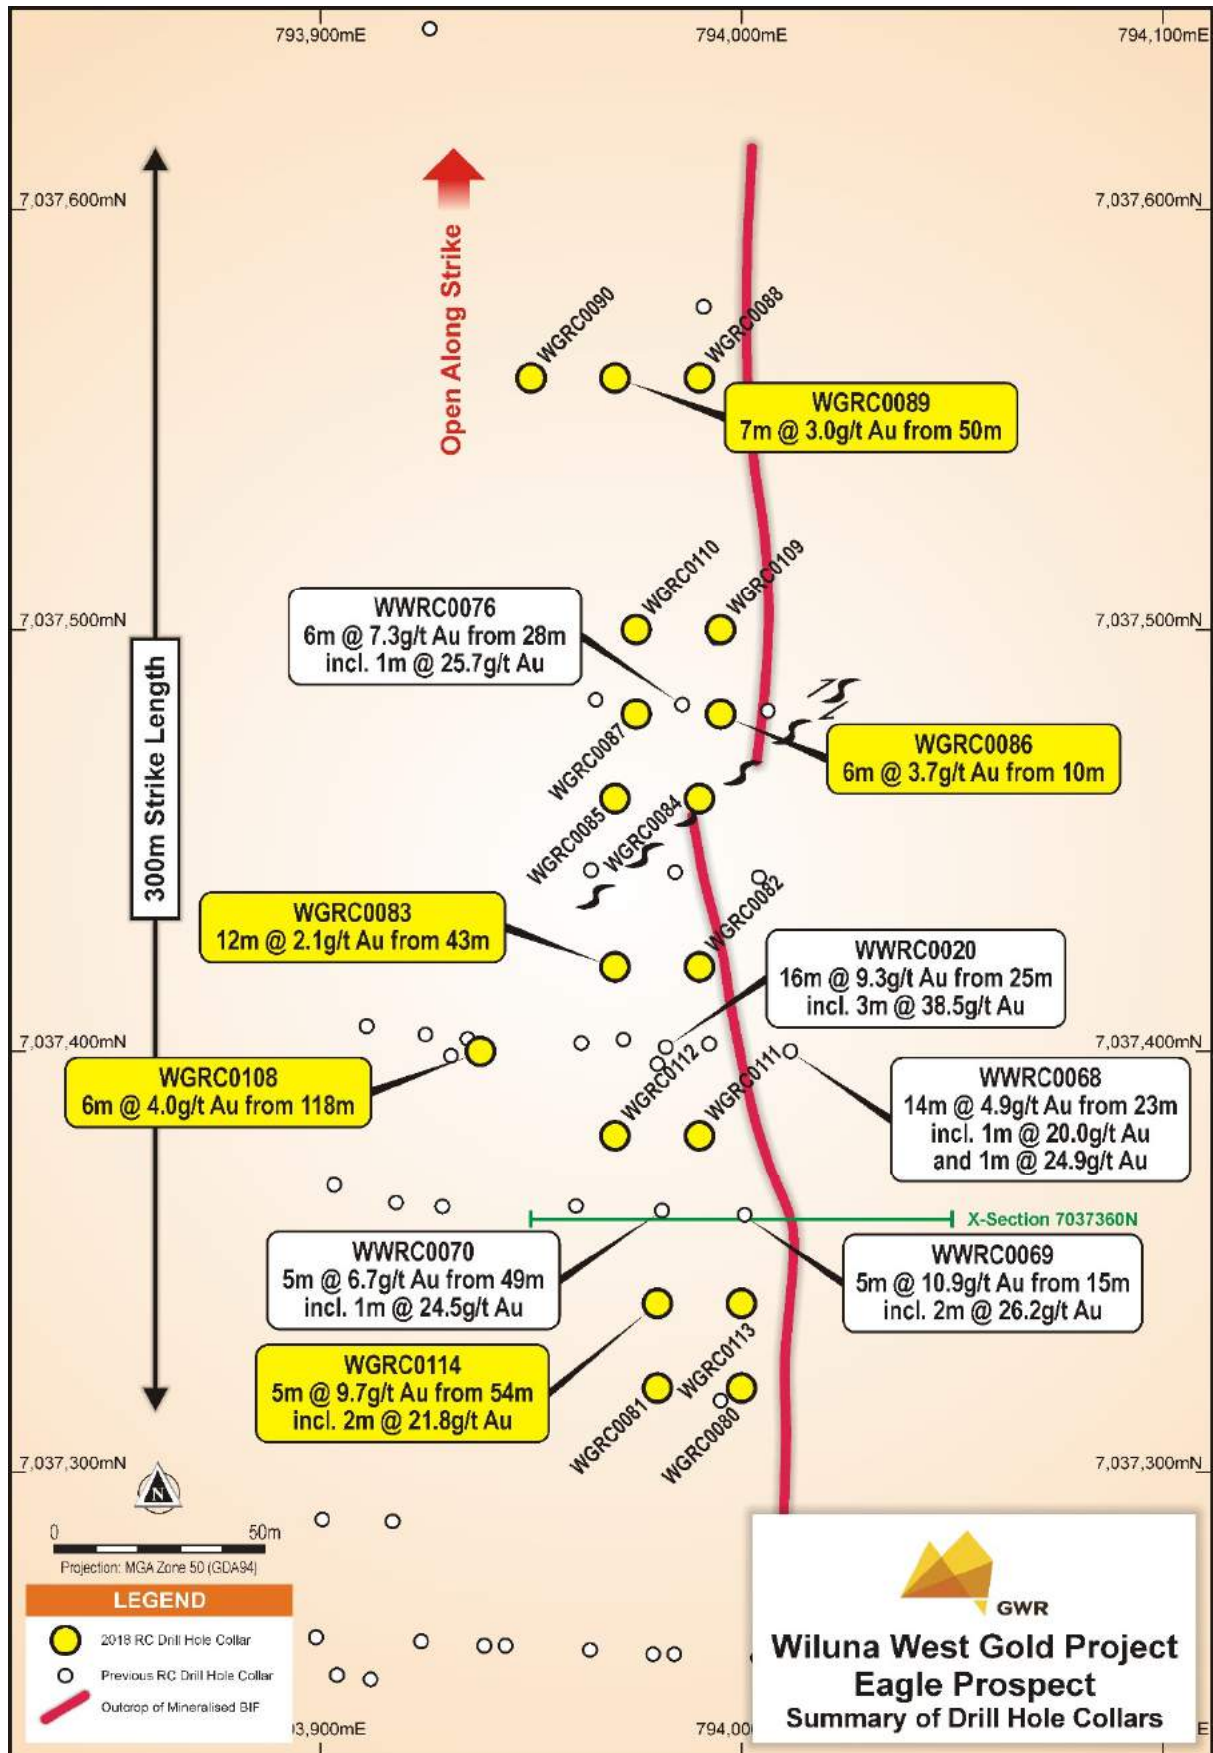 793,900mE
794,000mE
794,100mE
7,037,600mN
7,037,600mN
Open Along Strike
WGRC0090
WGRC0088
WGRC0089
7m @ 3.0g/t Au from 50m
WGRC0110
WGRC0109
WWRC0076
6m @ 7.3g/t Au from 28m
incl. 1m @ 25.7g/t Au
7,037,500mN
7,037,500mN
300m Strike Length
WGRC0087
WGRC0086
6m @ 3.7g/t Au from 10m
WGRC0085
WGRC0084
WGRC0083
12m @ 2.1g/t Au from 43m
WGRC0082
WWRC0020
16m @ 9.3g/t Au from 25m
incl. 3m @ 38.5g/t Au
7,037,400mN
7,037,400mN
WGRC0108
6m @ 4.0g/t Au from 118m
WGRC0112
WGRC0111
WWRC0068
14m @ 4.9g/t Au from 23m
incl. 1m @ 20.0g/t Au
and 1m @ 24.9g/t Au
X-Section 7037360N
WWRC0070
5m @ 6.7g/t Au from 49m
incl. 1m @ 24.5g/t Au
WWRC0069
5m @ 10.9g/t Au from 15m
incl. 2m @ 26.2g/t Au
WGRC0114
5m @ 9.7g/t Au from 54m
incl. 2m @ 21.8g/t Au
WGRC0113
WGRC0081
WGRC0080
7,037,300mN
7,037,300mN
N
0 50m
Projection: MGA Zone 50 (GDA94)
LEGEND
2018 RC Drill Hole Collar
Previous RC Drill Hole Collar
Outcrop of Mineralised BIF
3,900mE
794,00
E
GWR
Wiluna West Gold Project
Eagle Prospect
Summary of Drill Hole Collars